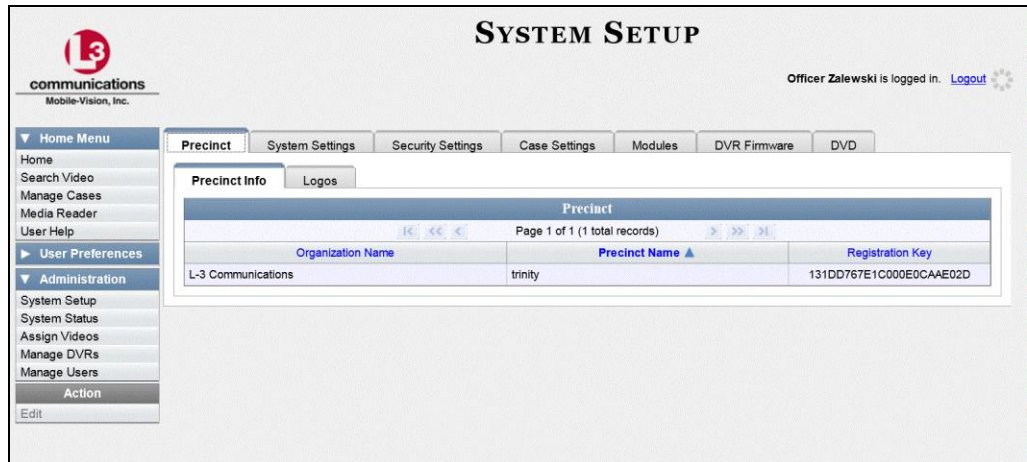 SYSTEM SETUP
L3
communications
Mobile-Vision, Inc.
Officer Zalewski is logged in. Logout
Home Menu
Home
Search Video
Manage Cases
Media Reader
User Help
User Preferences
Administration
System Setup
System Status
Assign Videos
Manage DVRs
Manage Users
Action
Edit
Precinct System Settings Security Settings Case Settings Modules DVR Firmware DVD
Precinct Info Logos
Precinct
Page 1 of 1 (1 total records)
Organization Name Precinct Name Registration Key
L-3 Communications trinity 131DD767E1C000E0CAAE02D